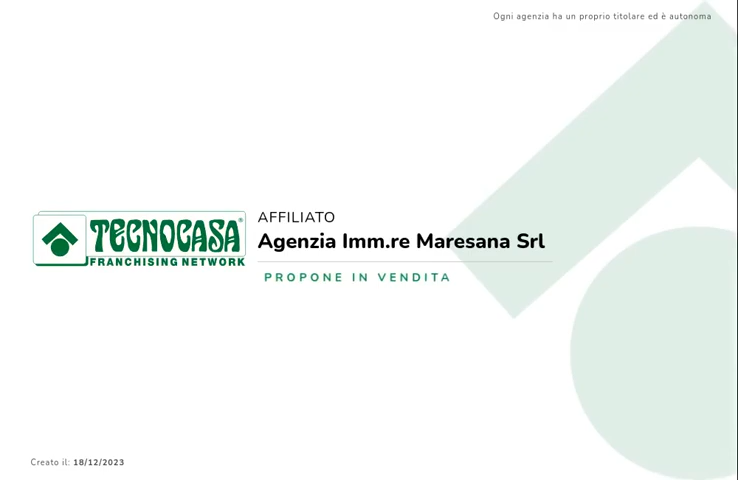 Ogni agenzia ha un proprio titolare ed è autonoma
AFFILIATO
TECNOCASA®
Agenzia Imm.re Maresana Srl
FRANCHISING NETWORK
PROPONE IN VENDITA
Creato il: 18/12/2023